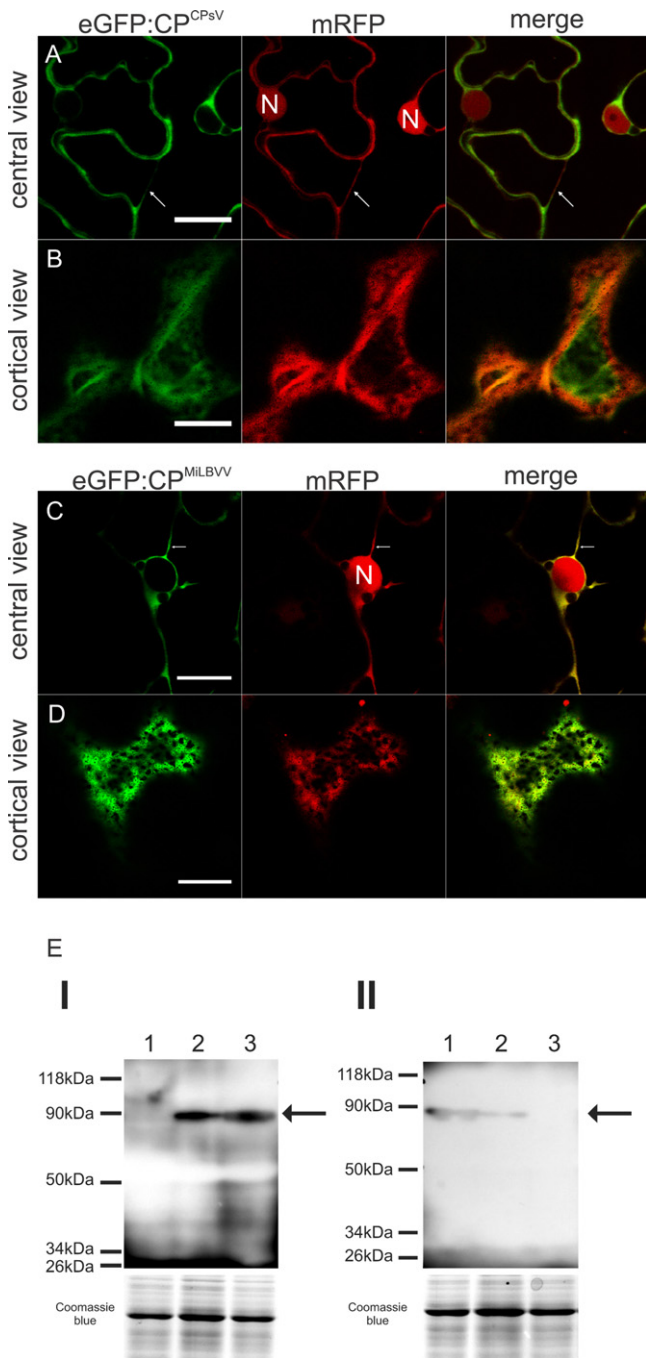 eGFP:CP^CPsV mRFP merge
A
central view
N N
B
cortical view
eGFP:CP^MiLBVV mRFP merge
C
central view
N
D
cortical view
E
I II
1 2 3
118kDa
90kDa
50kDa
34kDa
26kDa
Coomassie
blue
1 2 3
118kDa
90kDa
50kDa
34kDa
26kDa
Coomassie
blue